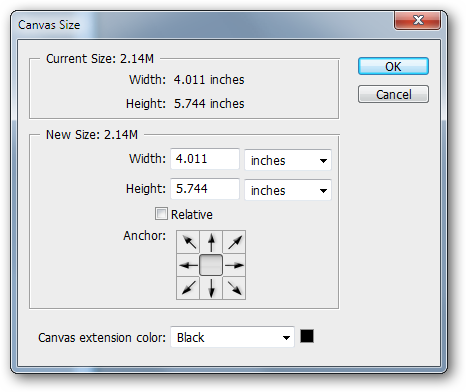 Canvas Size
Current Size: 2.14M
Width: 4.011 inches
Height: 5.744 inches
OK
Cancel
New Size: 2.14M
Width: 4.011 inches
Height: 5.744 inches
Relative
Anchor:
Canvas extension color: Black